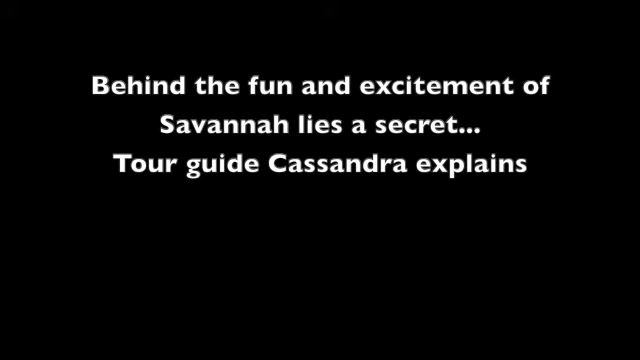 Behind the fun and excitement of
Savannah lies a secret...
Tour guide Cassandra explains